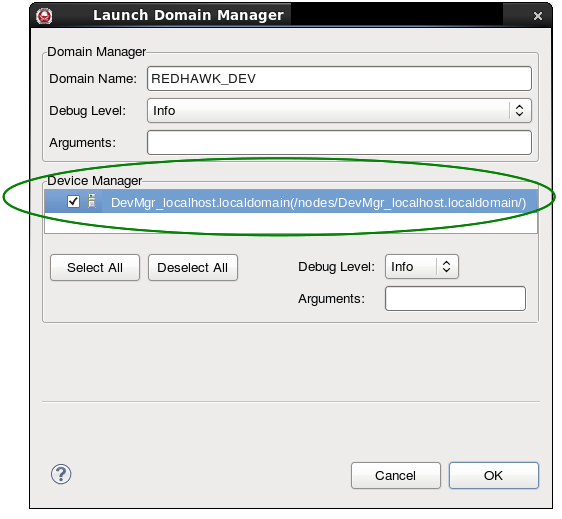 Launch Domain Manager
Domain Manager
Domain Name: REDHAWK_DEV
Debug Level: Info
Arguments:
Device Manager
DevMgr_localhost.localdomain(/nodes/DevMgr_localhost.localdomain/)
Select All Deselect All Debug Level: Info
Arguments:
? Cancel OK